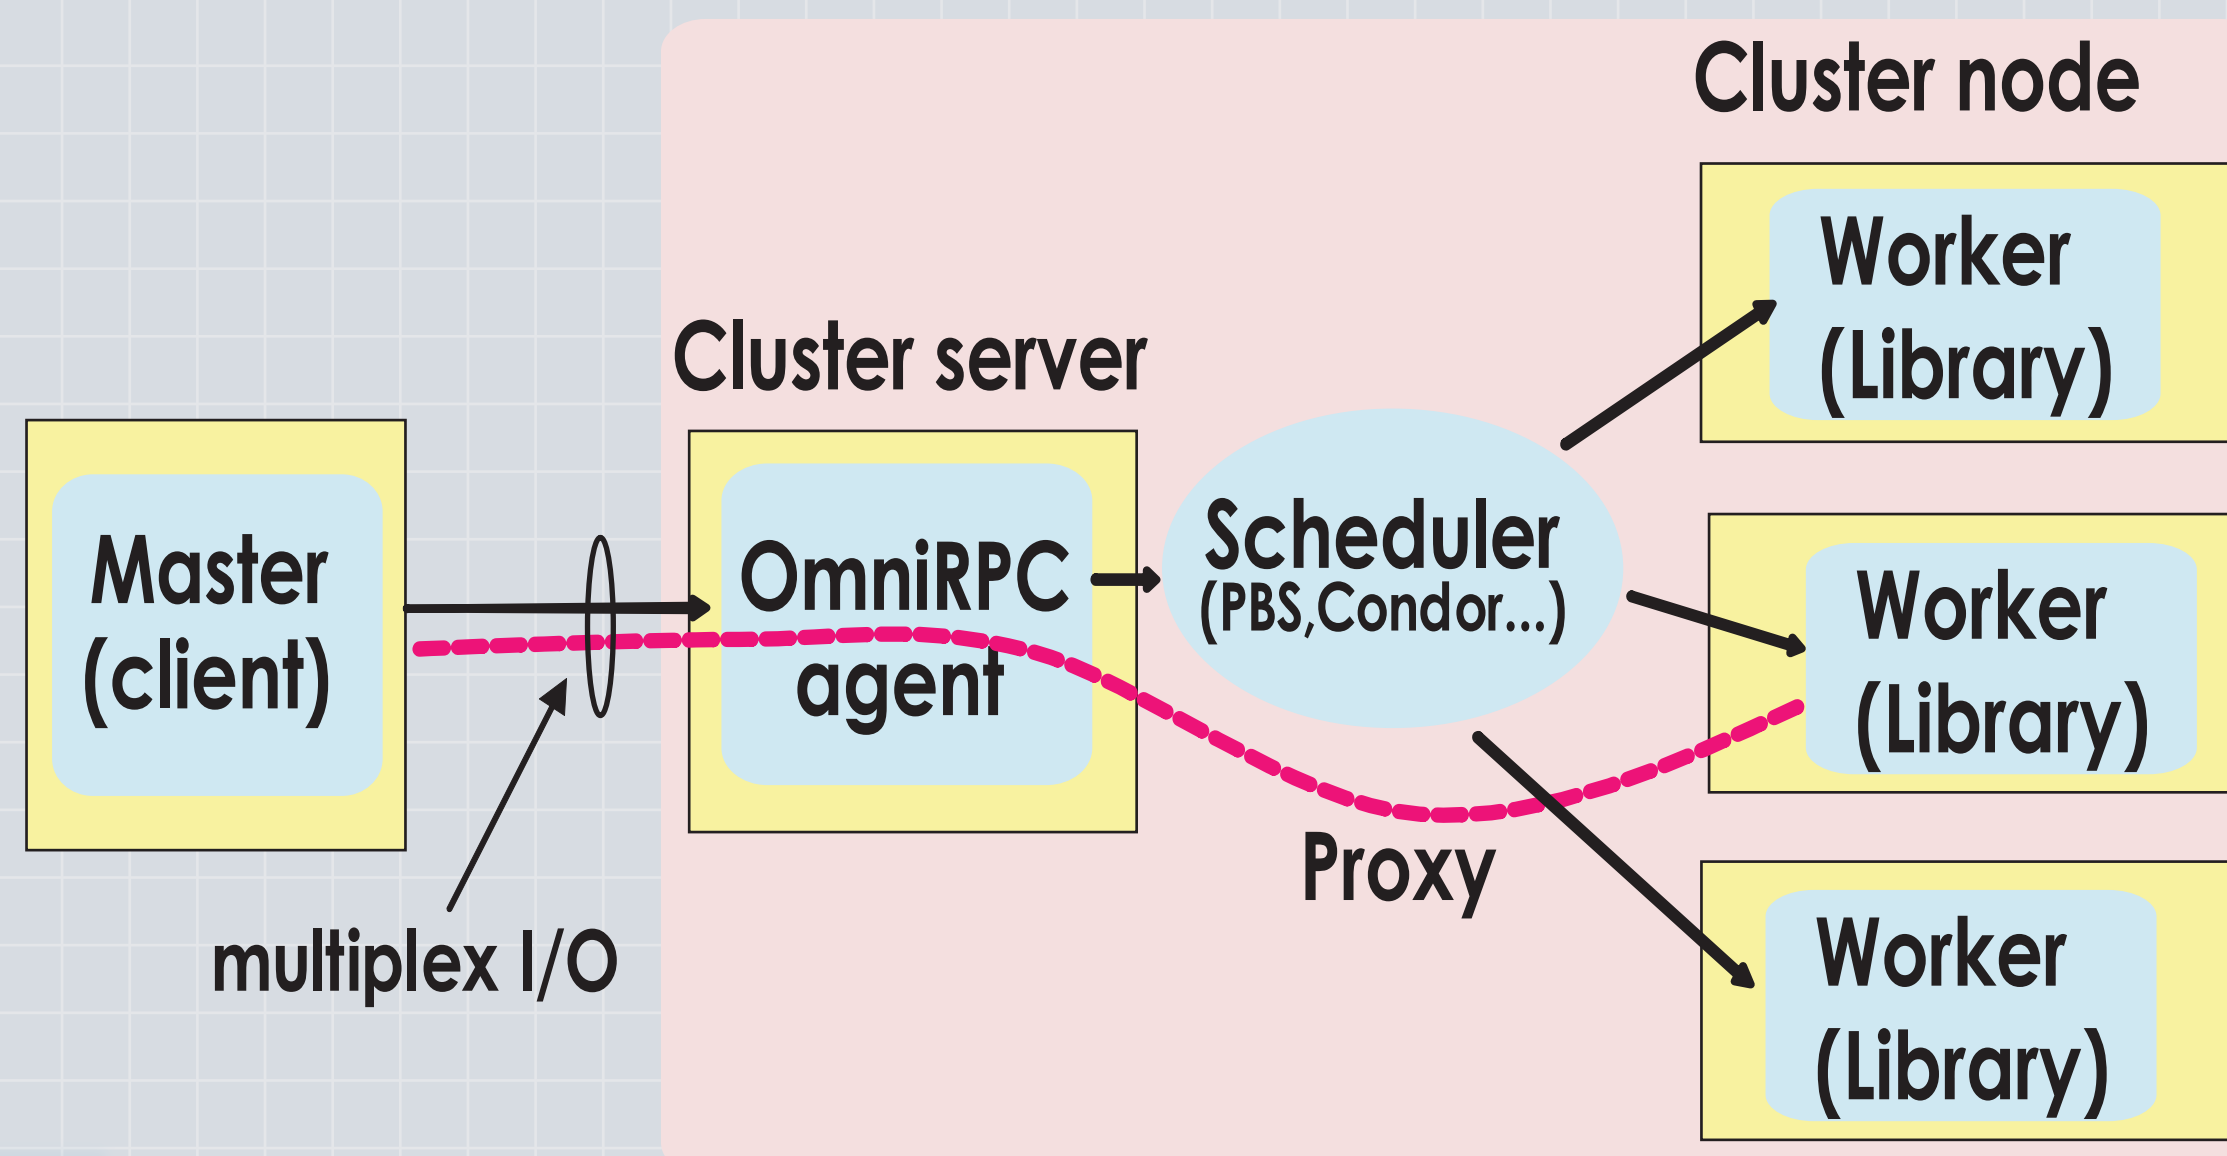 Cluster node
Worker
(Library)
Cluster server
Master
(client)
OmniRPC
agent
Scheduler
(PBS,Condor...)
Worker
(Library)
Proxy
multiplex I/O
Worker
(Library)